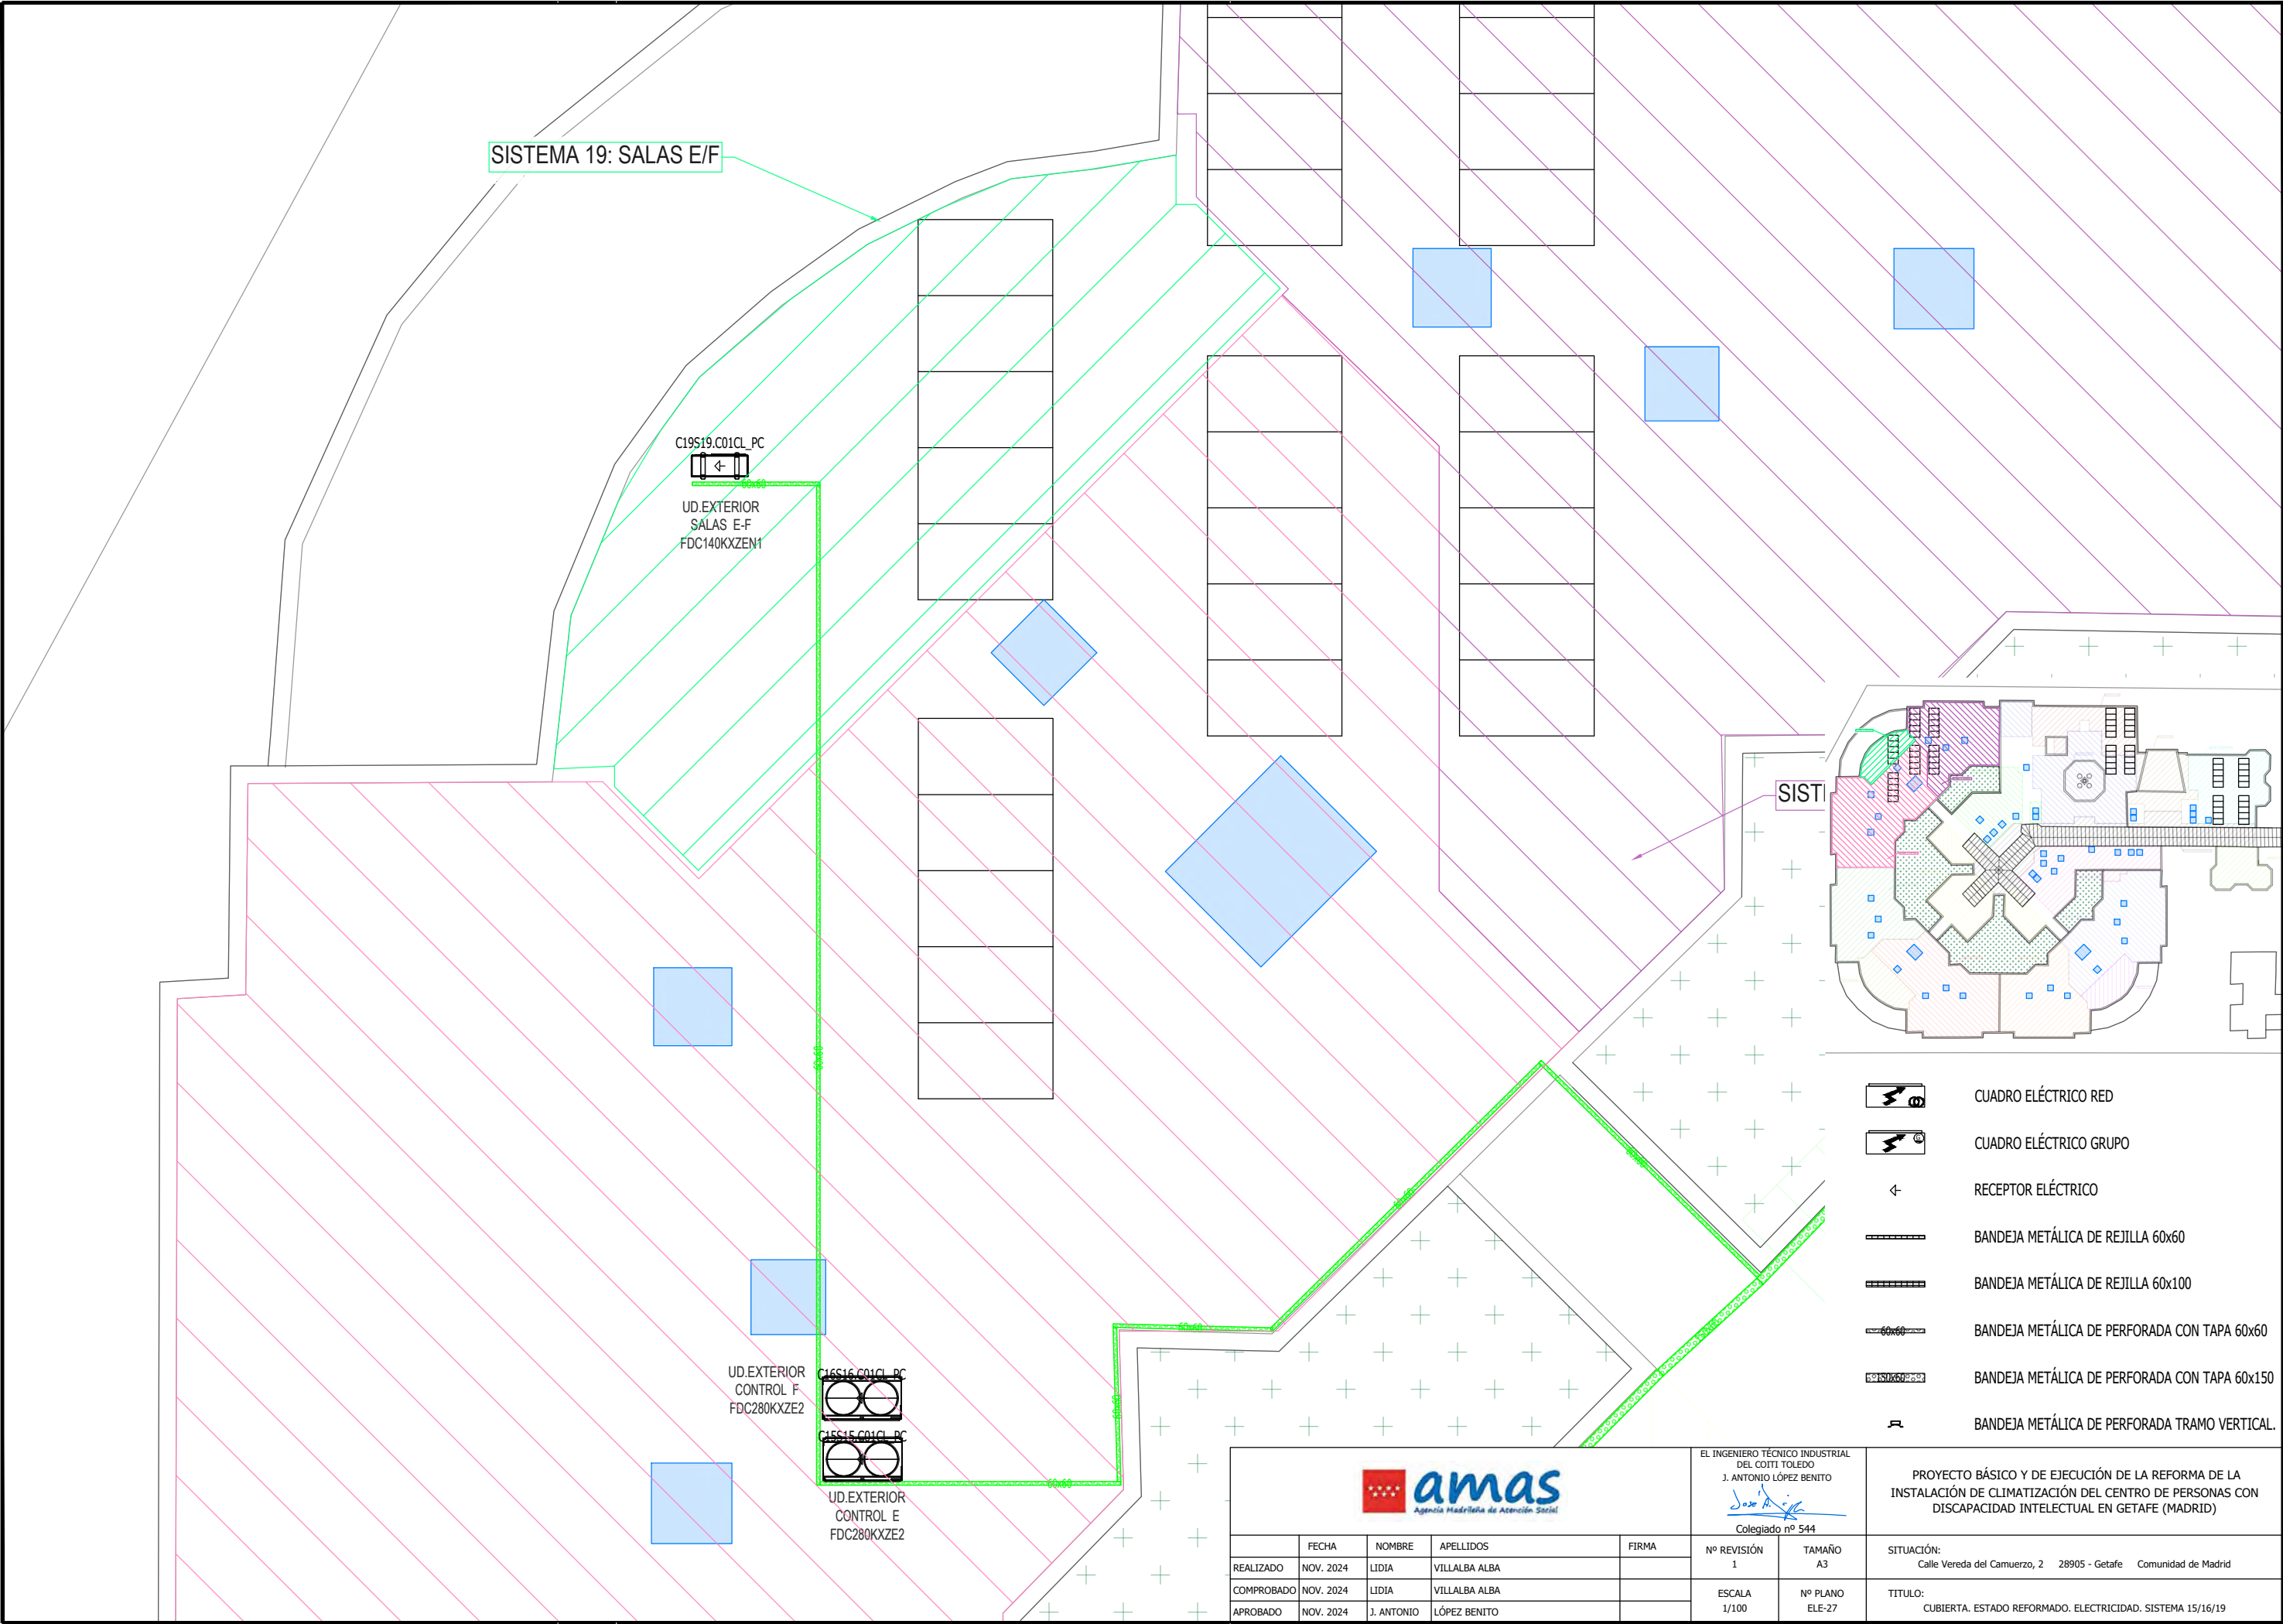 SISTEMA 19: SALAS E/F
C19S19.C01CL_PC
60x60
UD.EXTERIOR
SALAS E-F
FDC140KXZEN1
SISTE
60x60
60x60
60x60
60x60
60x60
UD.EXTERIOR
CONTROL F
FDC280KXZE2
C16S16.C01CL_PC
C15S15.C01CL_PC
60x60
UD.EXTERIOR
CONTROL E
FDC280KXZE2
CUADRO ELÉCTRICO RED
CUADRO ELÉCTRICO GRUPO
RECEPTOR ELÉCTRICO
BANDEJA METÁLICA DE REJILLA 60x60
BANDEJA METÁLICA DE REJILLA 60x100
60x60
BANDEJA METÁLICA DE PERFORADA CON TAPA 60x60
150x60
BANDEJA METÁLICA DE PERFORADA CON TAPA 60x150
BANDEJA METÁLICA DE PERFORADA TRAMO VERTICAL.
amas
Agencia Madrileña de Atención Social
EL INGENIERO TÉCNICO INDUSTRIAL
DEL COITI TOLEDO
J. ANTONIO LÓPEZ BENITO
Colegiado nº 544
PROYECTO BÁSICO Y DE EJECUCIÓN DE LA REFORMA DE LA
INSTALACIÓN DE CLIMATIZACIÓN DEL CENTRO DE PERSONAS CON
DISCAPACIDAD INTELECTUAL EN GETAFE (MADRID)
FECHA NOMBRE APELLIDOS FIRMA
REALIZADO NOV. 2024 LIDIA VILLALBA ALBA
COMPROBADO NOV. 2024 LIDIA VILLALBA ALBA
APROBADO NOV. 2024 J. ANTONIO LÓPEZ BENITO
Nº REVISIÓN
1
TAMAÑO
A3
ESCALA
1/100
Nº PLANO
ELE-27
SITUACIÓN:
Calle Vereda del Camuerzo, 2 28905 - Getafe Comunidad de Madrid
TITULO:
CUBIERTA. ESTADO REFORMADO. ELECTRICIDAD. SISTEMA 15/16/19